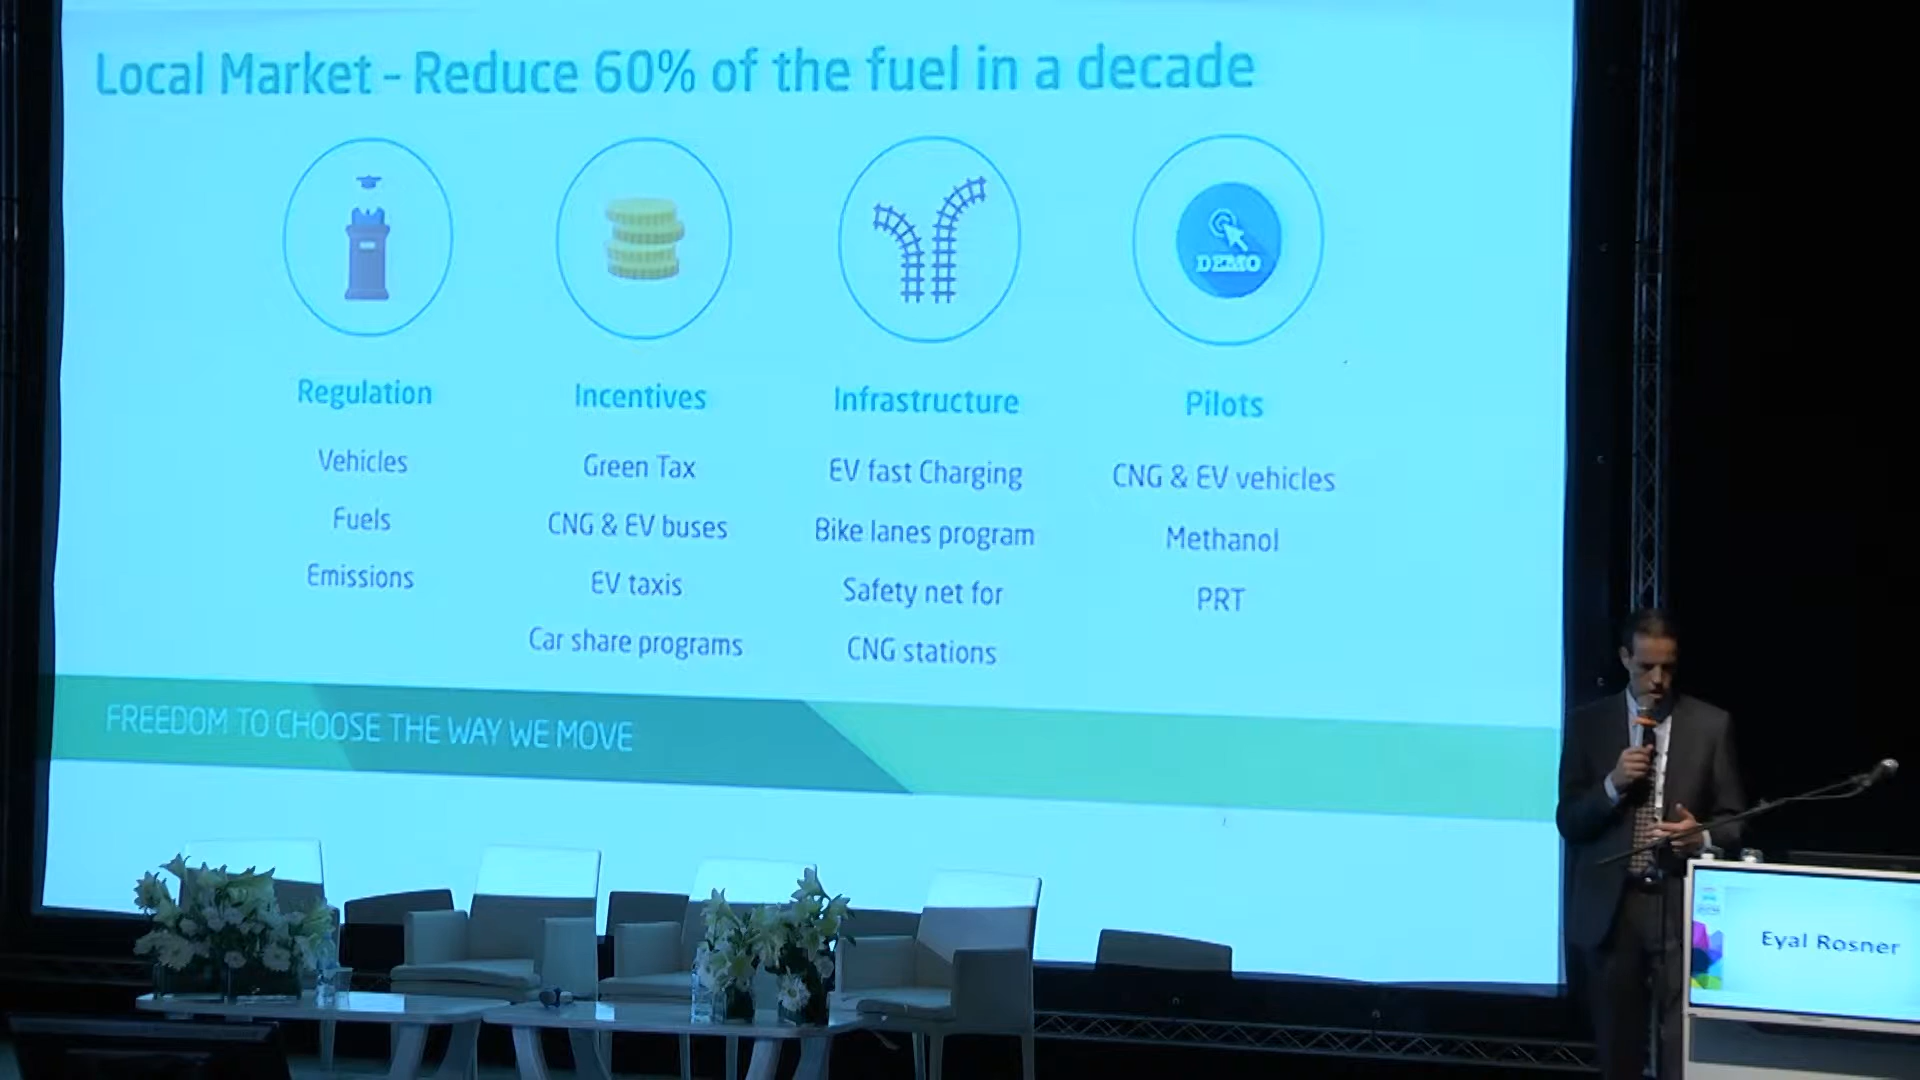 Local Market - Reduce 60% of the fuel in a decade
DEMO
Regulation
Vehicles
Fuels
Emissions
Incentives
Green Tax
CNG & EV buses
EV taxis
Car share programs
Infrastructure
EV fast Charging
Bike lanes program
Safety net for
CNG stations
Pilots
CNG & EV vehicles
Methanol
PRT
FREEDOM TO CHOOSE THE WAY WE MOVE
Eyal Rosner